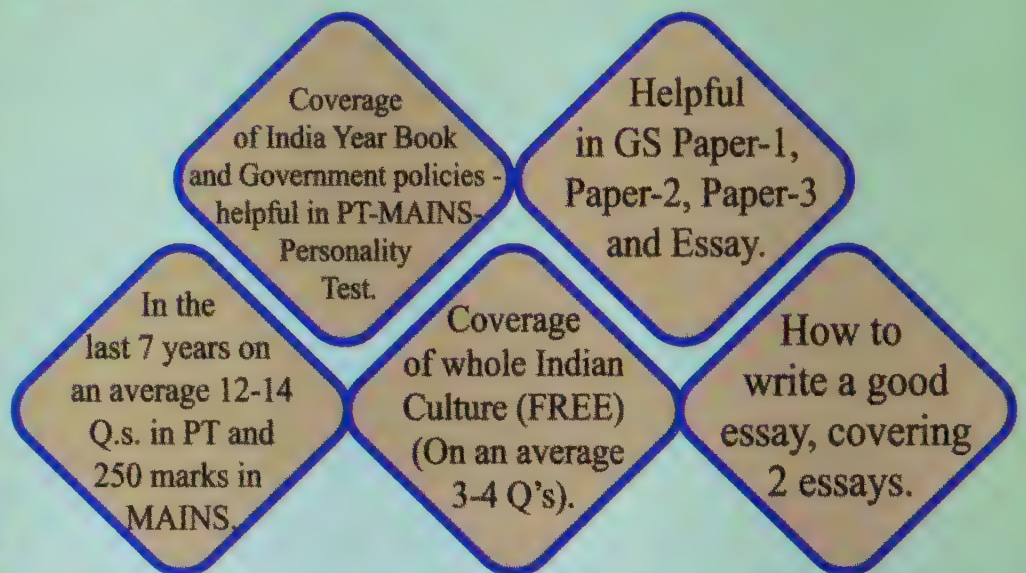 Coverage
of India Year Book
and Government policies -
helpful in PT-MAINS-
Personality
Test.
Helpful
in GS Paper-1,
Paper-2, Paper-3
and Essay.
In the
last 7 years on
an average 12-14
Q.s. in PT and
250 marks in
MAINS.
Coverage
of whole Indian
Culture (FREE)
(On an average
3-4 Q's).
How to
write a good
essay, covering
2 essays.